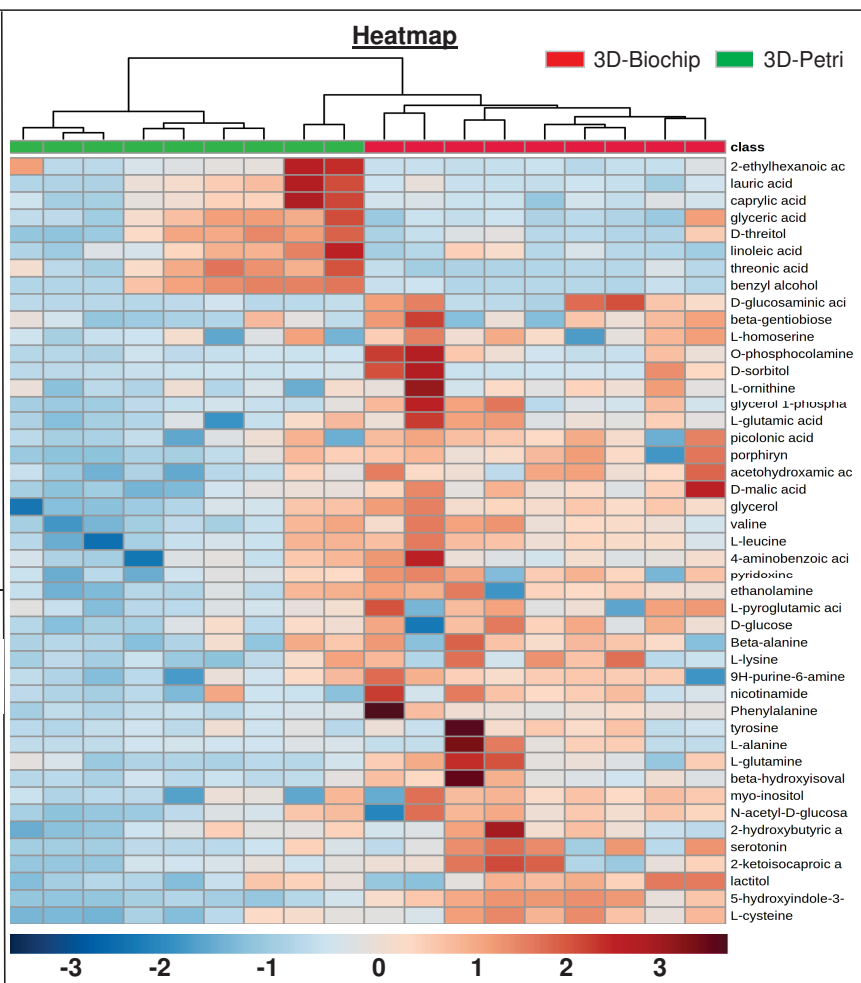 Heatmap
3D-Biochip 3D-Petri
class
2-ethylhexanoic ac
lauric acid
caprylic acid
glyceric acid
D-threitol
linoleic acid
threonic acid
benzyl alcohol
D-glucosaminic aci
beta-gentiobiose
L-homoserine
O-phosphocolamine
D-sorbitol
L-ornithine
glycerol 1-phospha
L-glutamic acid
picolonic acid
porphiryn
acetohydroxamic ac
D-malic acid
glycerol
valine
L-leucine
4-aminobenzoic aci
pyridoxine
ethanolamine
L-pyroglutamic aci
D-glucose
Beta-alanine
L-lysine
9H-purine-6-amine
nicotinamide
Phenylalanine
tyrosine
L-alanine
L-glutamine
beta-hydroxyisoval
myo-inositol
N-acetyl-D-glucosa
2-hydroxybutyric a
serotonin
2-ketoisocaproic a
lactitol
5-hydroxyindole-3-
L-cysteine
-3 -2 -1 0 1 2 3